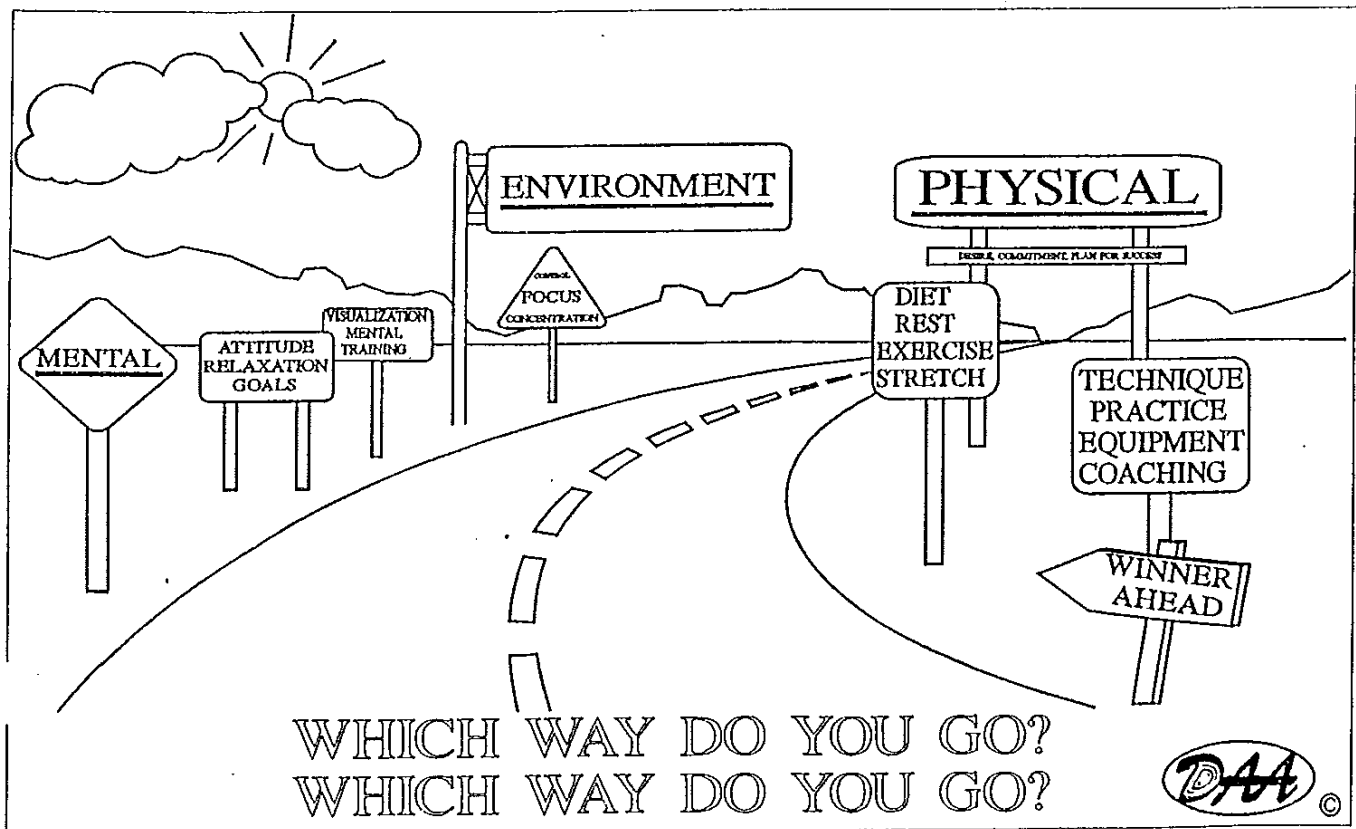 ENVIRONMENT
PHYSICAL
DESIRE, COMMITMENT, PLAN FOR SUCCESS
CONTROL
FOCUS
CONCENTRATION
MENTAL
ATTITUDE
RELAXATION
GOALS
VISUALIZATION
MENTAL
TRAINING
DIET
REST
EXERCISE
STRETCH
TECHNIQUE
PRACTICE
EQUIPMENT
COACHING
WINNER
AHEAD
WHICH WAY DO YOU GO?
WHICH WAY DO YOU GO?
DAA
©